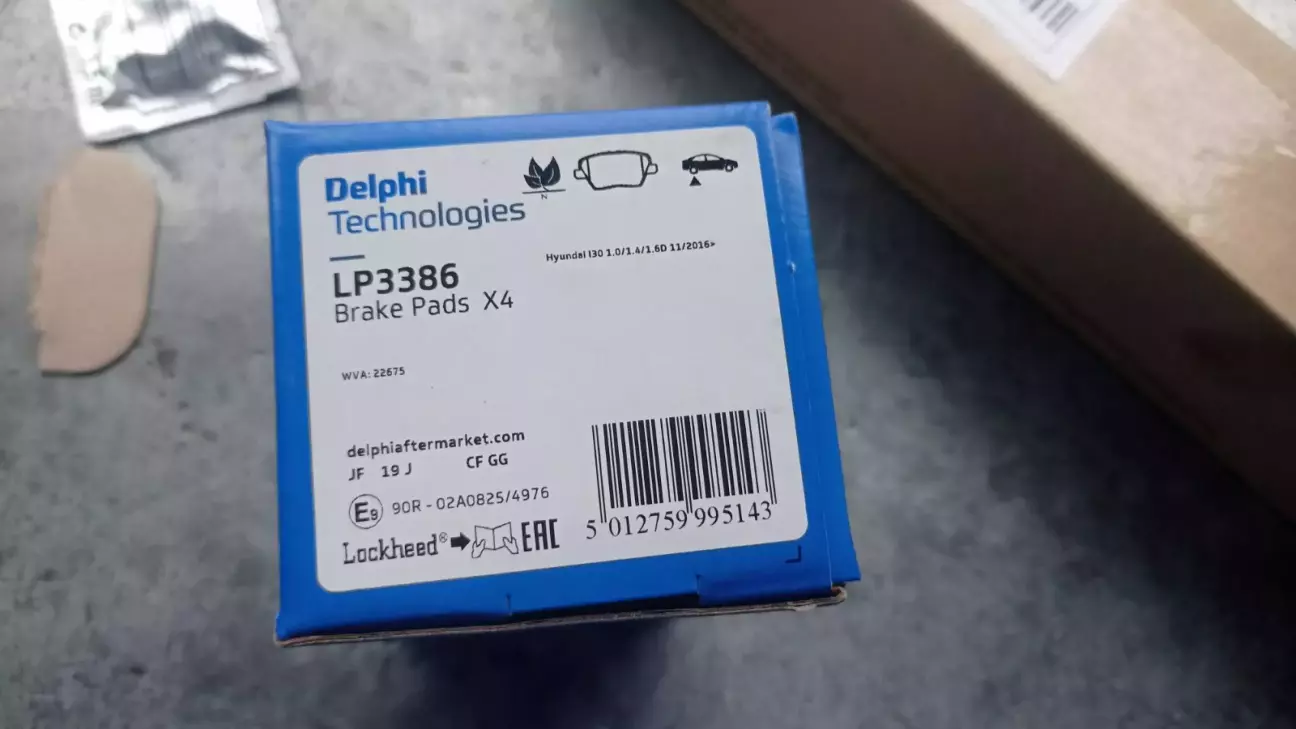 Delphi
Technologies
N
LP3386
Brake Pads X4
Hyundai I30 1.0/1.4/1.6D 11/2016>
WVA: 22675
delphiaftermarket.com
JF 19 J CF GG
E9 90R - 02A0825/4976
Lockheed® EAC
5 012759 995143